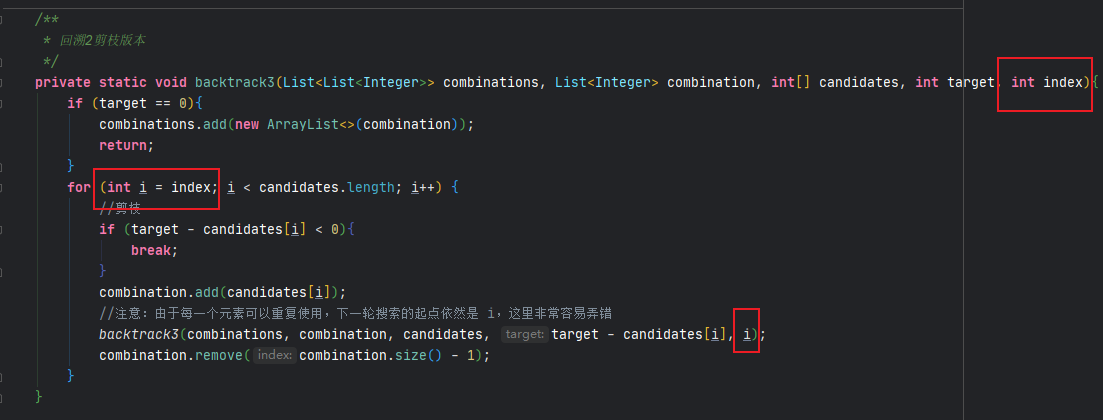 /**
* 回溯2剪枝版本
*/
private static void backtrack3(List<List<Integer>> combinations, List<Integer> combination, int[] candidates, int target, int index){
if (target == 0){
combinations.add(new ArrayList<>(combination));
return;
}
for (int i = index; i < candidates.length; i++) {
//剪枝
if (target - candidates[i] < 0){
break;
}
combination.add(candidates[i]);
//注意：由于每一个元素可以重复使用，下一轮搜索的起点依然是 i，这里非常容易弄错
backtrack3(combinations, combination, candidates, target: target - candidates[i], i);
combination.remove( index: combination.size() - 1);
}
}